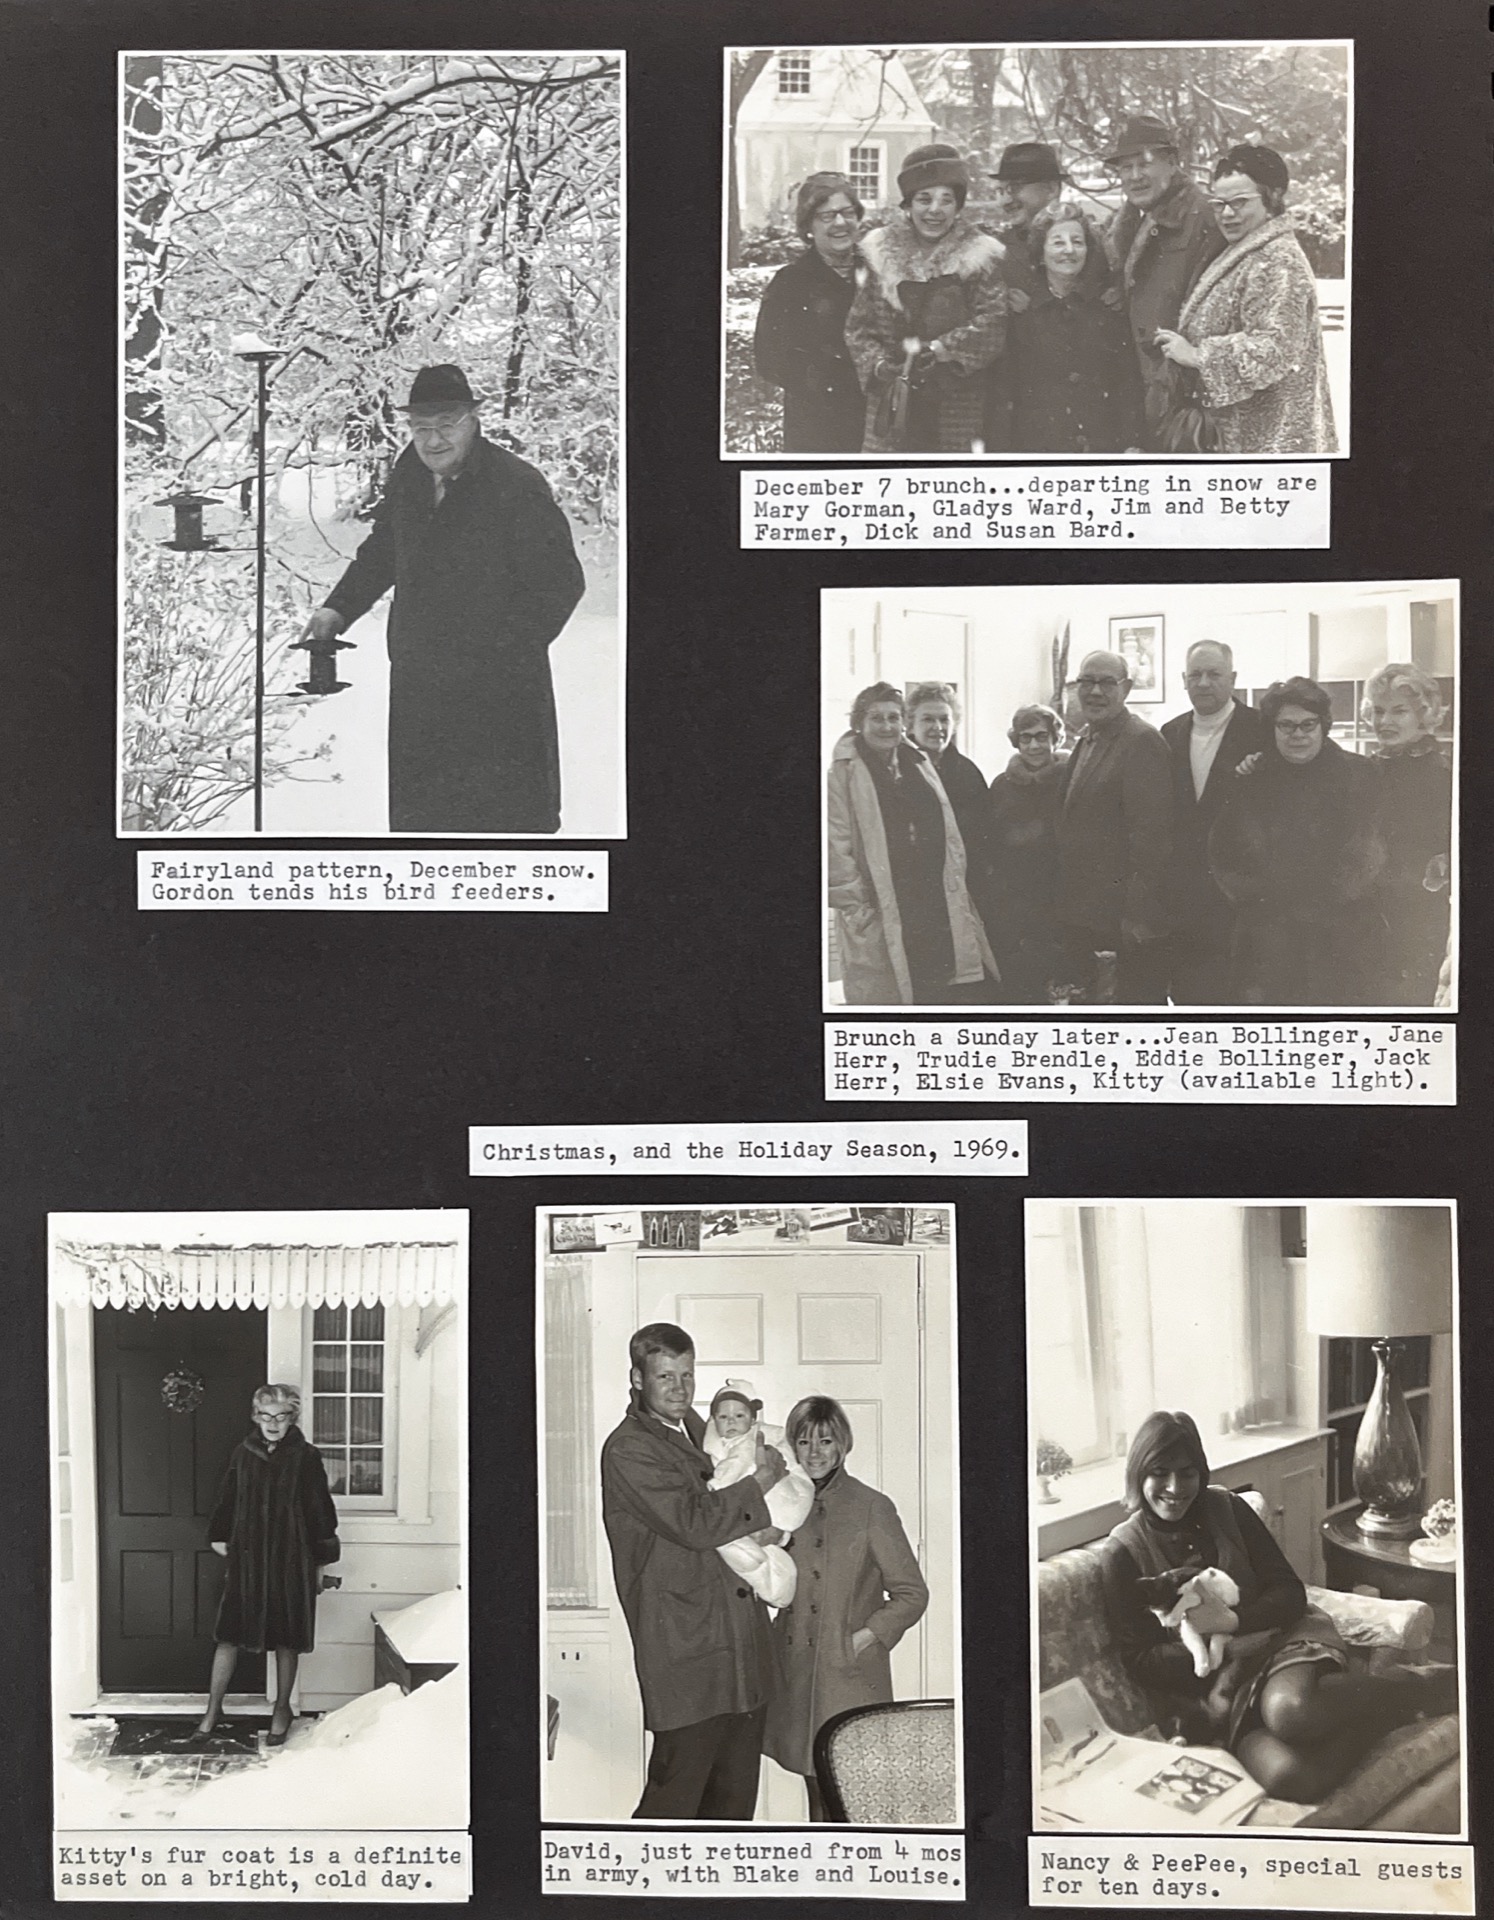 Fairyland pattern, December snow.
Gordon tends his bird feeders.
December 7 brunch...departing in snow are
Mary Gorman, Gladys Ward, Jim and Betty
Farmer, Dick and Susan Bard.
Brunch a Sunday later...Jean Bollinger, Jane
Herr, Trudie Brendle, Eddie Bollinger, Jack
Herr, Elsie Evans, Kitty (available light).
Christmas, and the Holiday Season, 1969.
Kitty's fur coat is a definite
asset on a bright, cold day.
David, just returned from 4 mos
in army, with Blake and Louise.
Nancy & PeePee, special guests
for ten days.